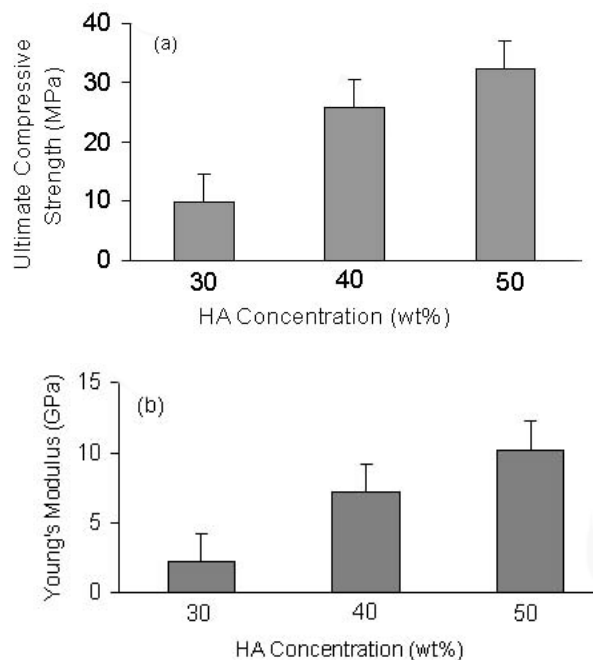 (a)
Ultimate Compressive
Strength (MPa)
40
30
20
10
0
30 40 50
HA Concentration (wt%)
(b)
Young's Modulus (GPa)
15
10
5
0
30 40 50
HA Concentration (wt%)